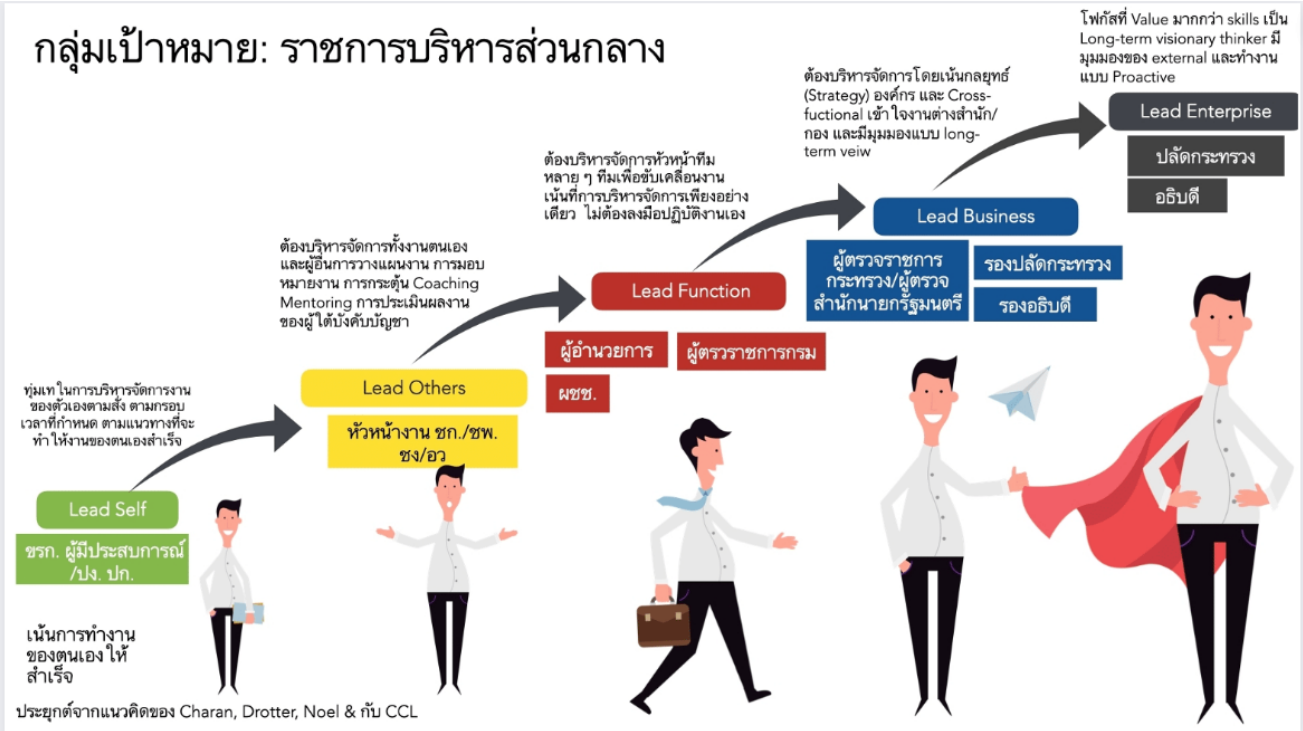 กลุ่มเป้าหมาย: ราชการบริหารส่วนกลาง
โฟกัสที่ Value มากกว่า skills เป็น
Long-term visionary thinker มี
มุมมองของ external และทำงาน
แบบ Proactive
Lead Enterprise
ปลัดกระทรวง
อธิบดี
ต้องบริหารจัดการโดยเน้นกลยุทธ์
(Strategy) องค์กร และ Cross-
fuctional เข้าใจงานต่างสำนัก/
กอง และมีมุมมองแบบ long-
term veiw
Lead Business
ผู้ตรวจราชการ
กระทรวง/ผู้ตรวจ
สำนักนายกรัฐมนตรี
รองปลัดกระทรวง
รองอธิบดี
ต้องบริหารจัดการหัวหน้าทีม
หลาย ๆ ทีมเพื่อขับเคลื่อนงาน
เน้นที่การบริหารจัดการเพียงอย่าง
เดียว ไม่ต้องลงมือปฏิบัติงานเอง
Lead Function
ผู้อำนวยการ
ผู้ตรวราชการกรม
ผชช.
ต้องบริหารจัดการทั้งงานตนเอง
และผู้อื่นการวางแผนงาน การมอบ
หมายงาน การกระตุ้น Coaching
Mentoring การประเมินผลงาน
ของผู้ใต้บังคับบัญชา
Lead Others
หัวหน้างาน ชก./ชพ.
ชง/อว
ทุ่มเทในการบริหารจัดการงาน
ของตัวเองตามสั่ง ตามกรอบ
เวลาที่กำหนด ตามแนวทางที่จะ
ทำให้งานของตนเองสำเร็จ
Lead Self
ขรก. ผู้มีประสบการณ์
/ปง. ปก.
เน้นการทำงาน
ของตนเองให้
สำเร็จ
ประยุกต์จากแนวคิดของ Charan, Drotter, Noel & กับ CCL